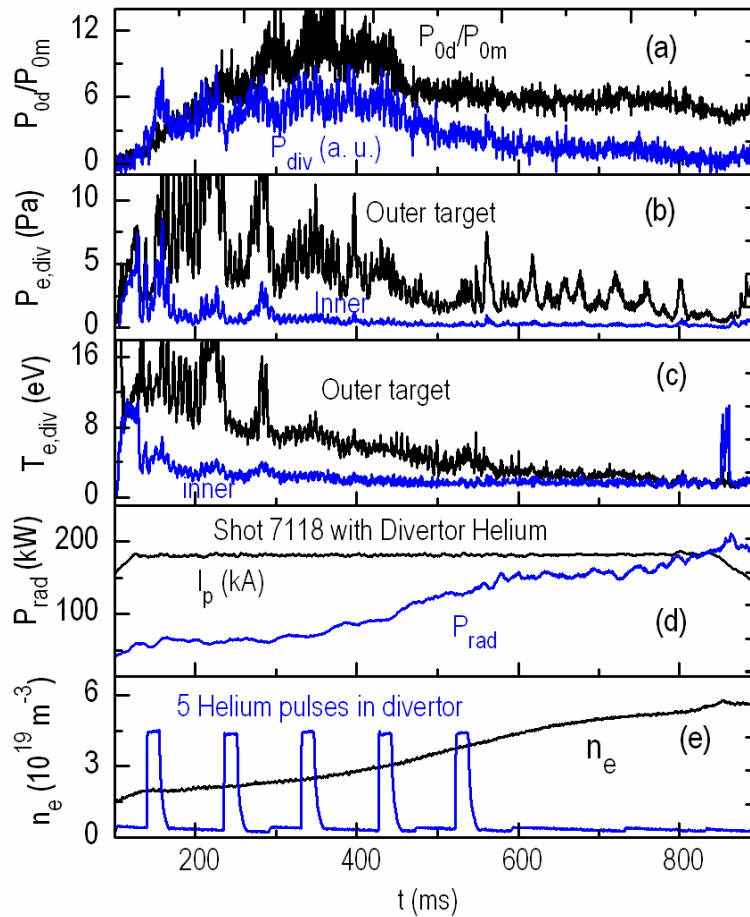 12
6
0
P0d/P0m
P0d/P0m
(a)
Pdiv (a. u.)
10
5
0
Pe,div (Pa)
Outer target
(b)
Inner
16
8
0
Te,div (eV)
Outer target
(c)
inner
200
100
Prad (kW)
Shot 7118 with Divertor Helium
Ip (kA)
Prad
(d)
6
3
0
ne (10^19 m^-3)
5 Helium pulses in divertor
ne
(e)
200 400 600 800
t (ms)